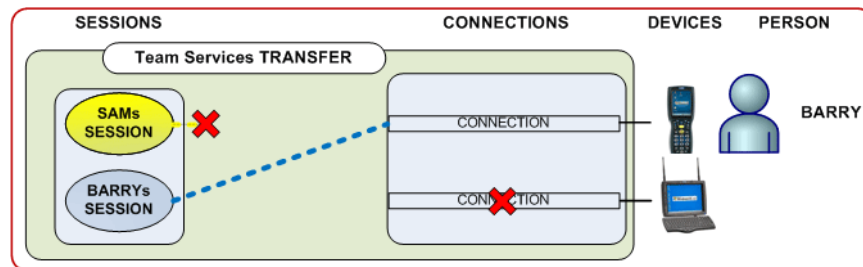 SESSIONS CONNECTIONS DEVICES PERSON
Team Services TRANSFER
SAMs
SESSION
CONNECTION
BARRY
BARRYs
SESSION
CONNECTION